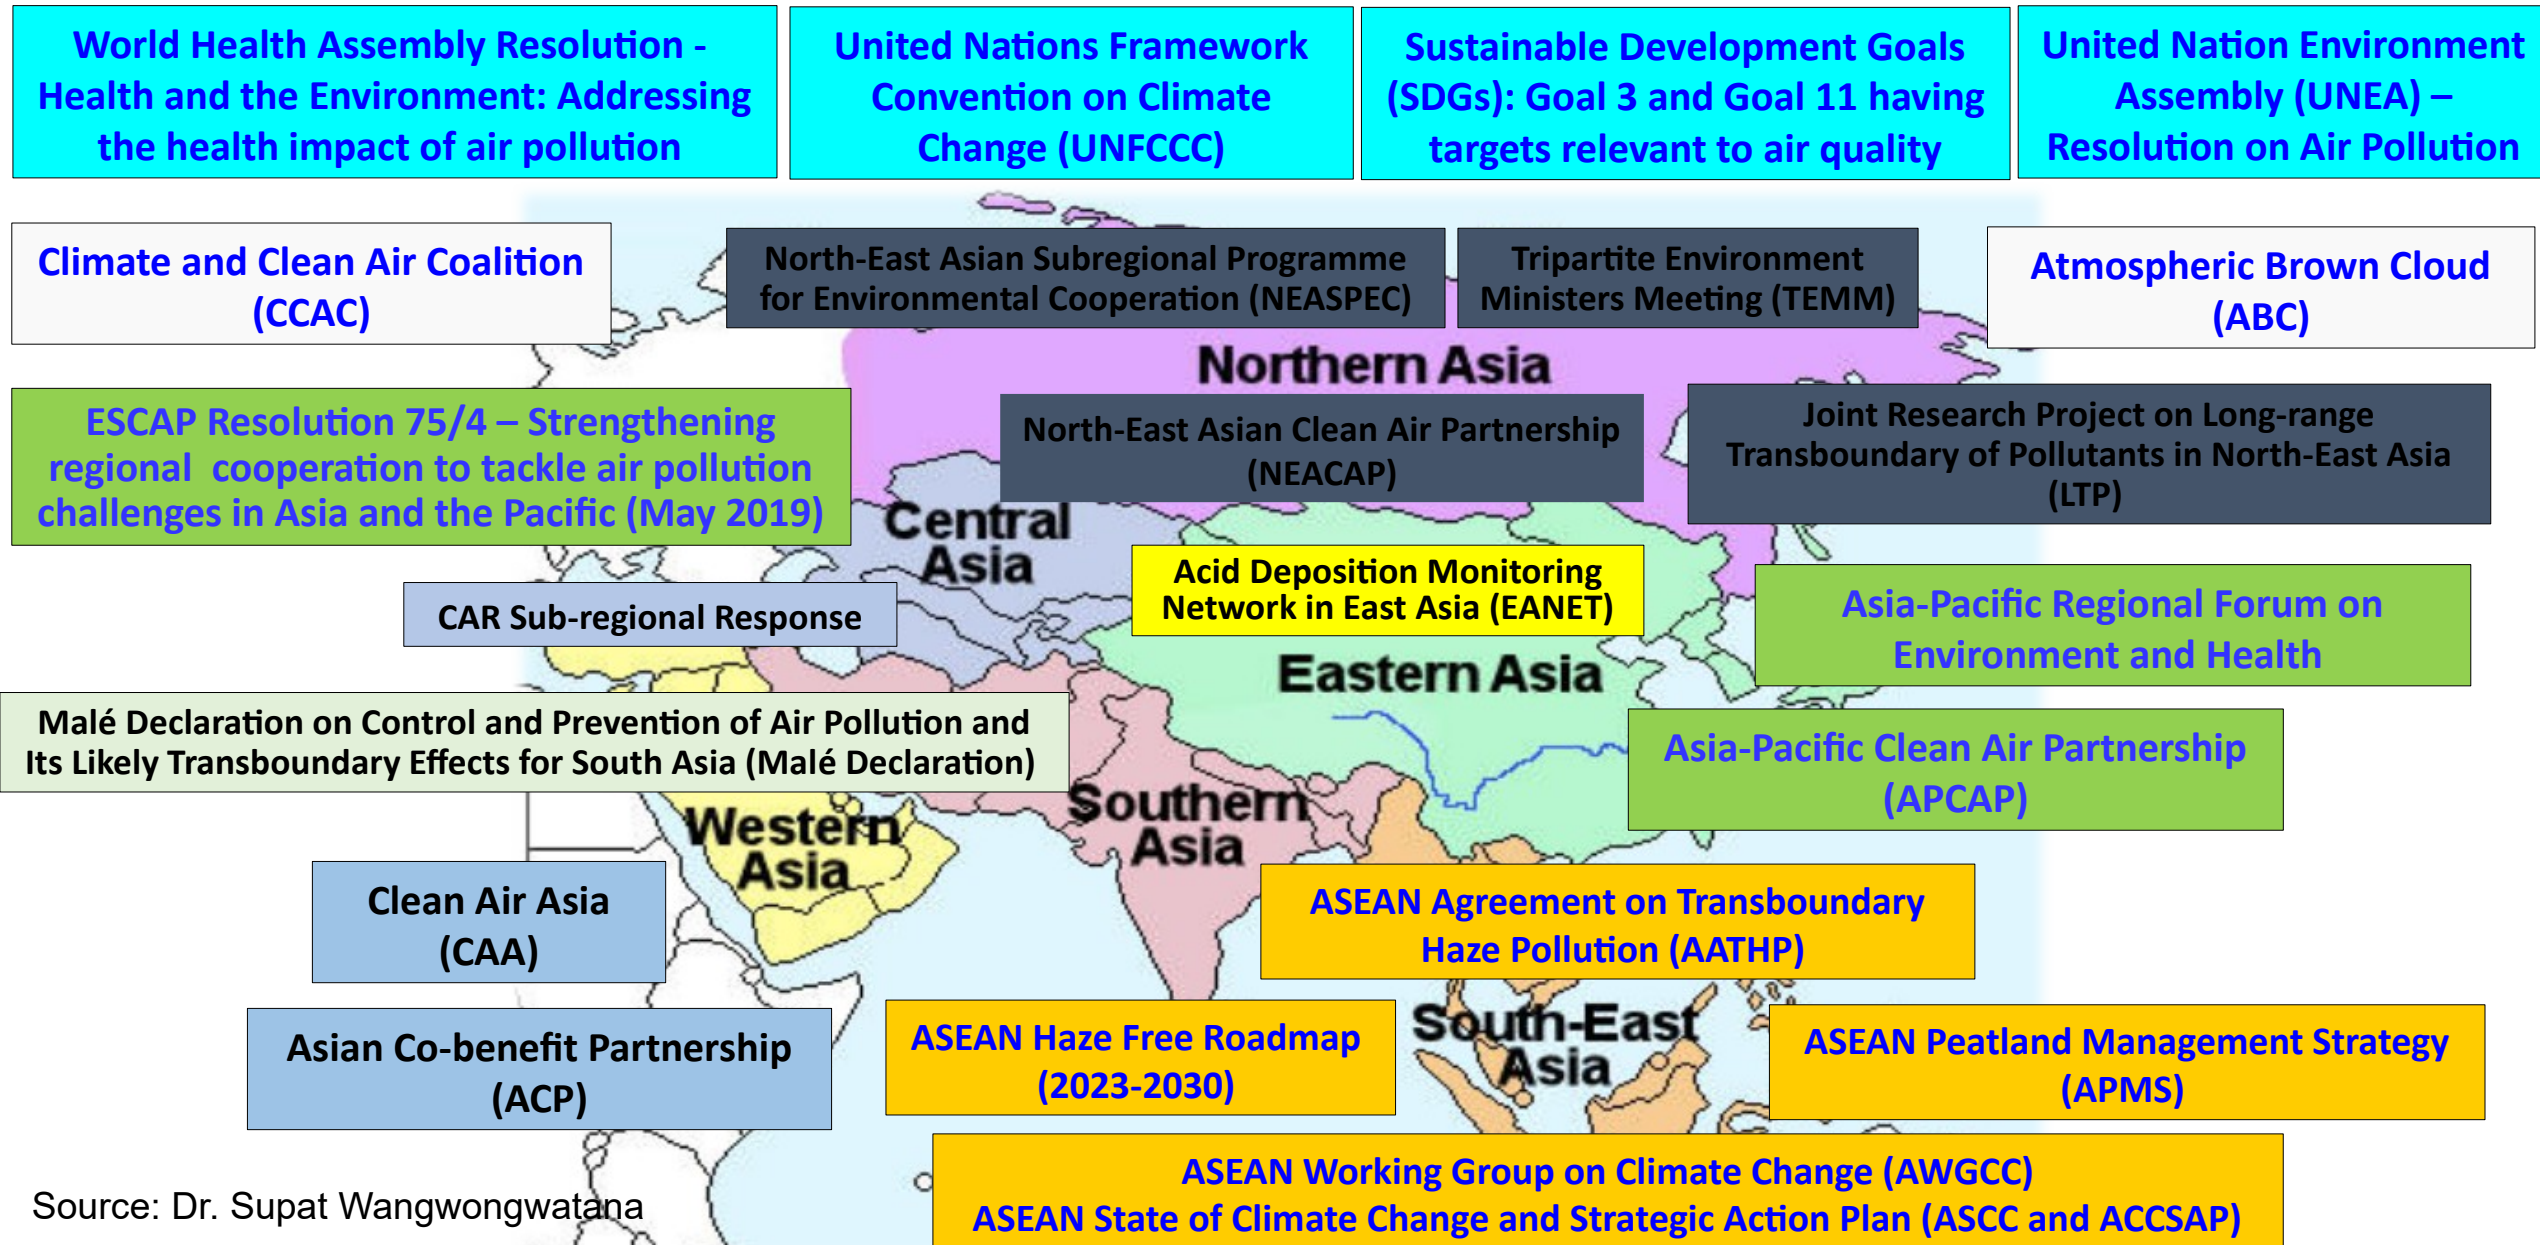 World Health Assembly Resolution -
Health and the Environment: Addressing
the health impact of air pollution
United Nations Framework
Convention on Climate
Change (UNFCCC)
Sustainable Development Goals
(SDGs): Goal 3 and Goal 11 having
targets relevant to air quality
United Nation Environment
Assembly (UNEA) –
Resolution on Air Pollution
Climate and Clean Air Coalition
(CCAC)
North-East Asian Subregional Programme
for Environmental Cooperation (NEASPEC)
Tripartite Environment
Ministers Meeting (TEMM)
Atmospheric Brown Cloud
(ABC)
Northern Asia
ESCAP Resolution 75/4 – Strengthening
regional  cooperation to tackle air pollution
challenges in Asia and the Pacific (May 2019)
North-East Asian Clean Air Partnership
(NEACAP)
Joint Research Project on Long-range
Transboundary of Pollutants in North-East Asia
(LTP)
Central
Asia
Acid Deposition Monitoring
Network in East Asia (EANET)
CAR Sub-regional Response
Asia-Pacific Regional Forum on
Environment and Health
Eastern Asia
Malé Declaration on Control and Prevention of Air Pollution and
Its Likely Transboundary Effects for South Asia (Malé Declaration)
Asia-Pacific Clean Air Partnership
(APCAP)
Western
Asia
Southern
Asia
Clean Air Asia
(CAA)
ASEAN Agreement on Transboundary
Haze Pollution (AATHP)
Asian Co-benefit Partnership
(ACP)
ASEAN Haze Free Roadmap
(2023-2030)
South-East
Asia
ASEAN Peatland Management Strategy
(APMS)
ASEAN Working Group on Climate Change (AWGCC)
ASEAN State of Climate Change and Strategic Action Plan (ASCC and ACCSAP)
Source: Dr. Supat Wangwongwatana